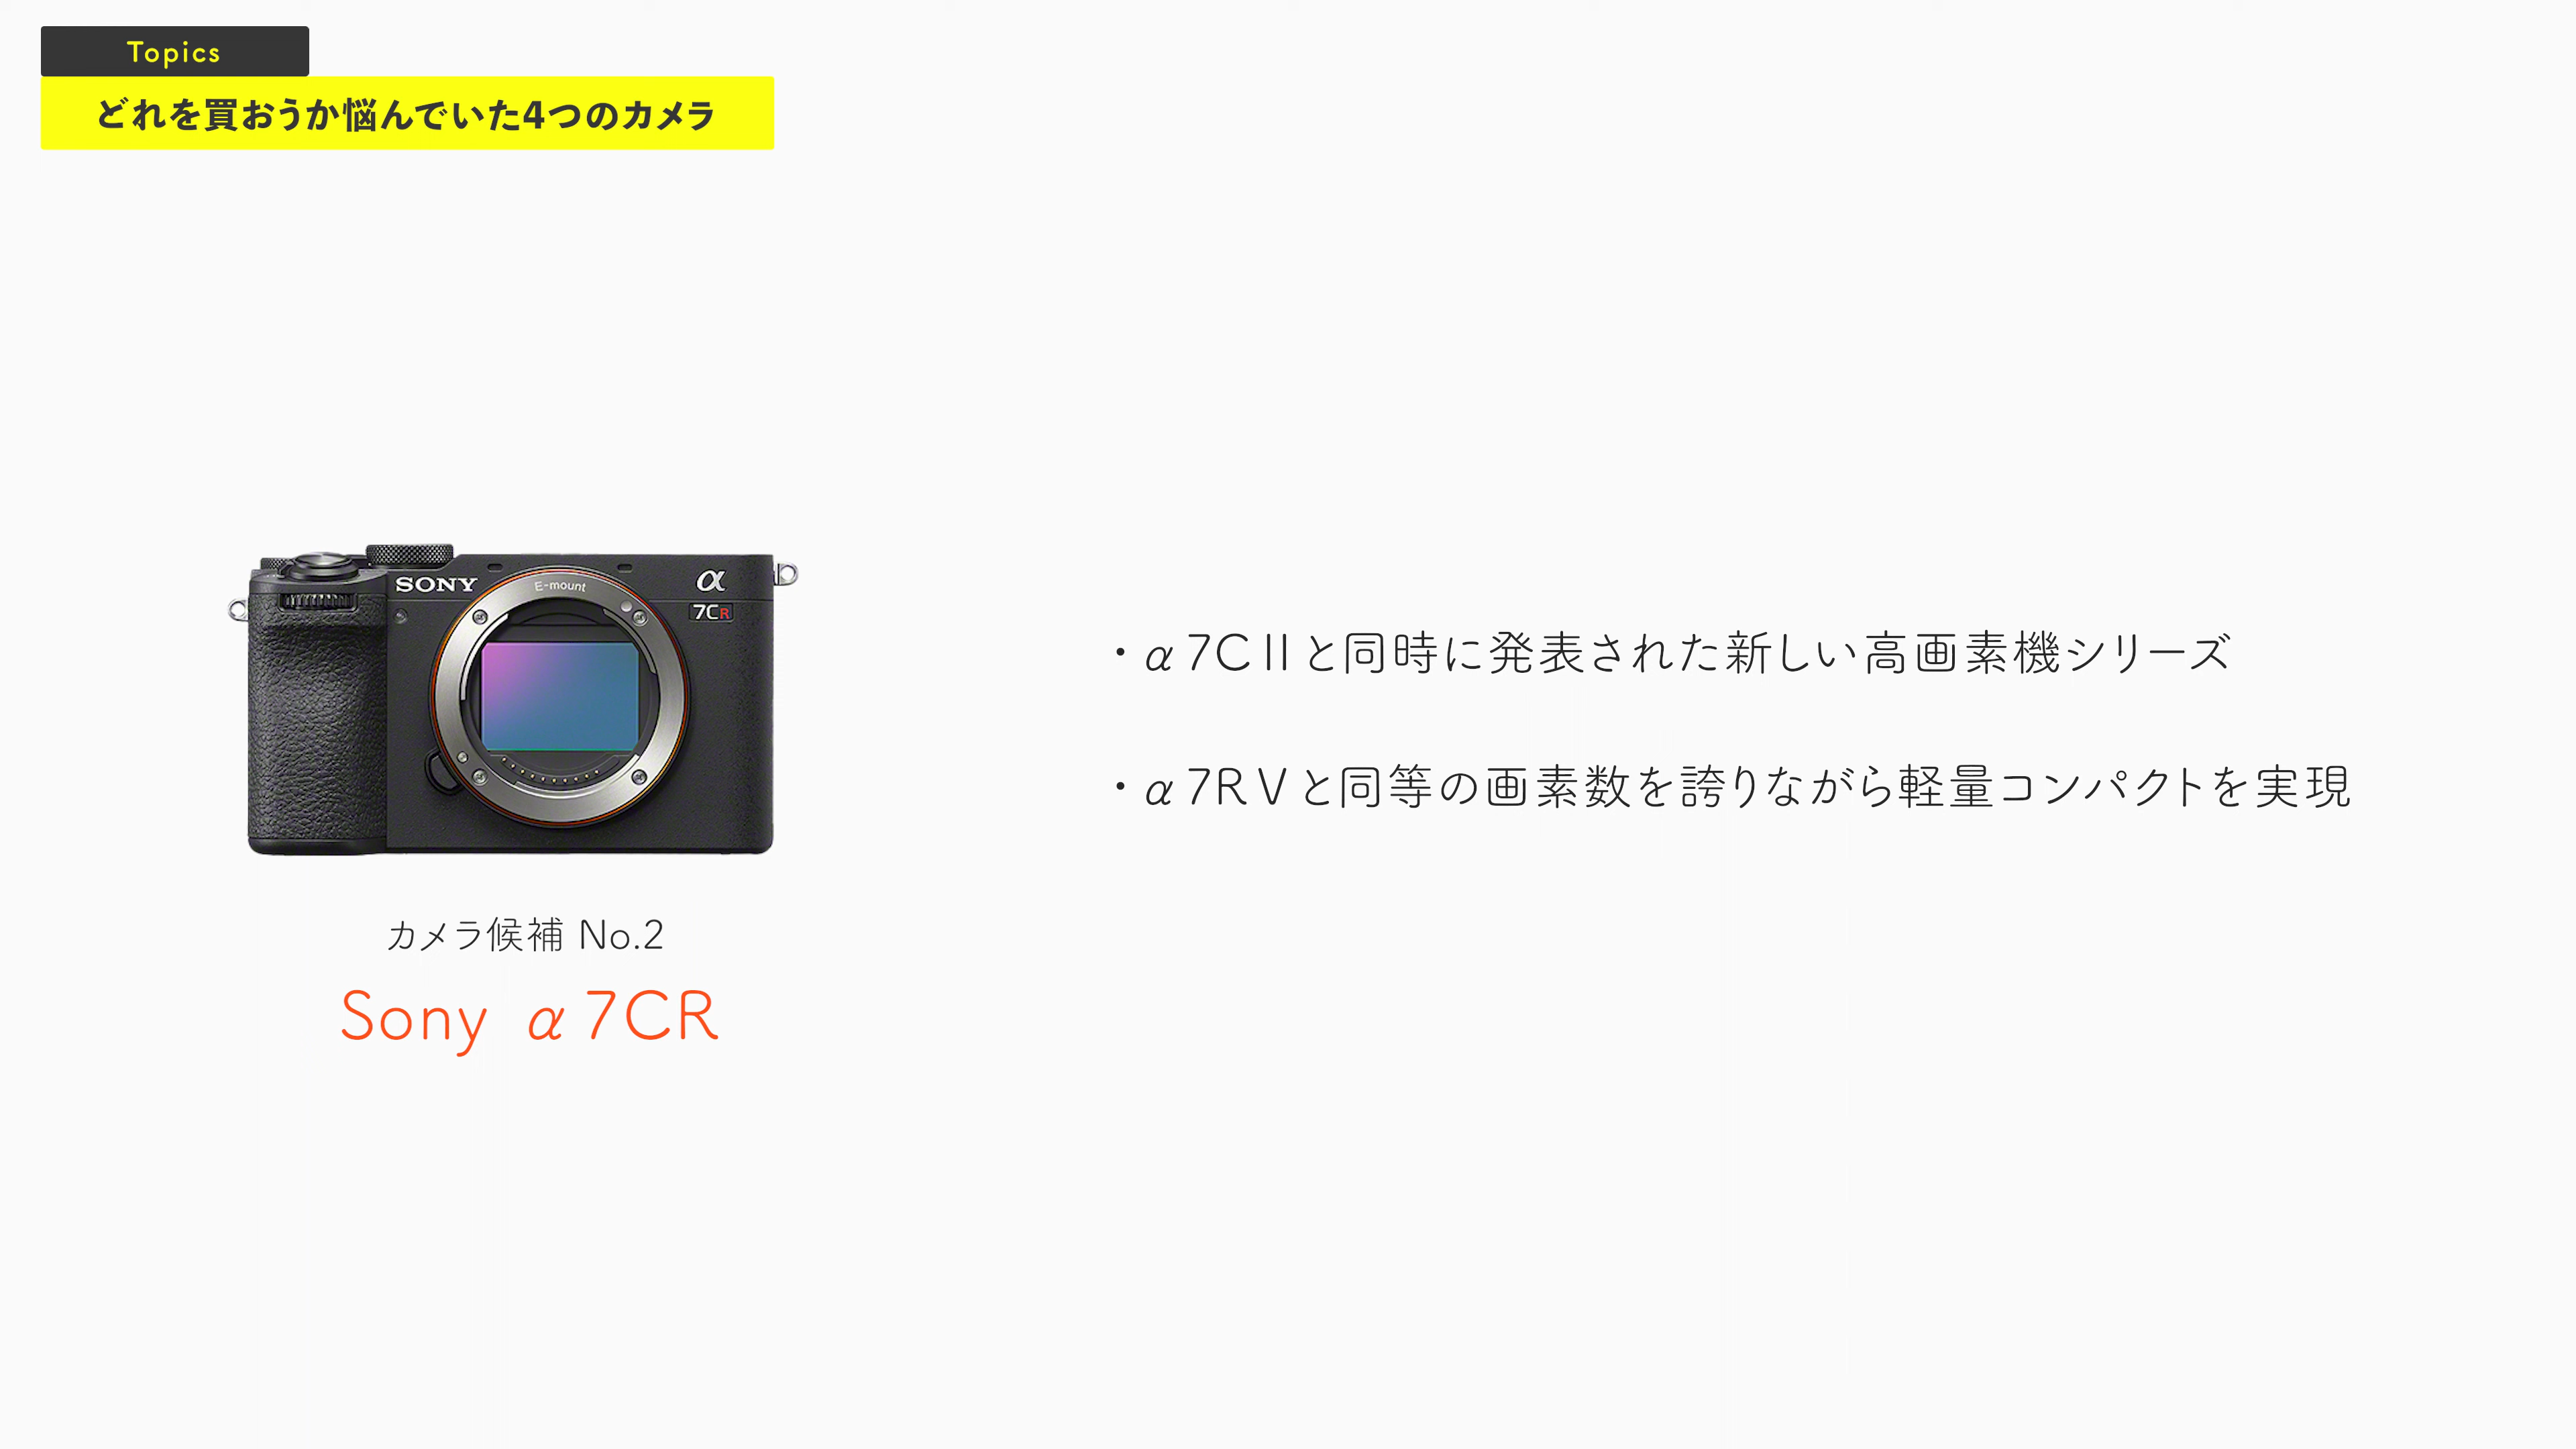 Topics
どれを買おうか悩んでいた4つのカメラ
SONY
E-mount
α
7CR
・α7CIIと同時に発表された新しい高画素機シリーズ
・α7RVと同等の画素数を誇りながら軽量コンパクトを実現
カメラ候補 No.2
Sony α7CR